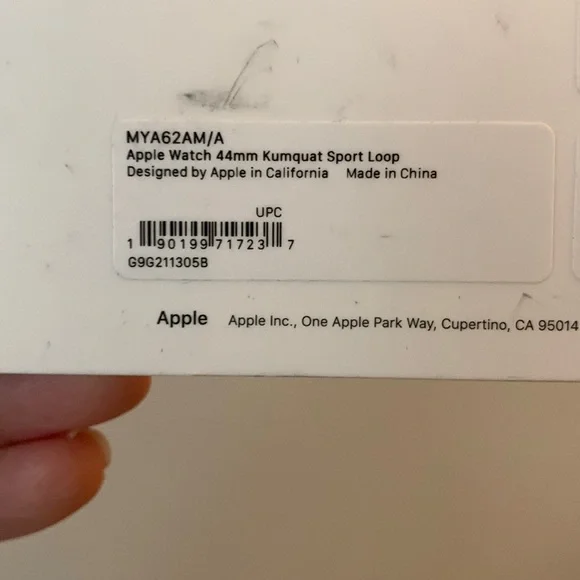 MYA62AM/A
Apple Watch 44mm Kumquat Sport Loop
Designed by Apple in California Made in China
UPC
1 90199 71723 7
G9G211305B
Apple Apple Inc., One Apple Park Way, Cupertino, CA 95014